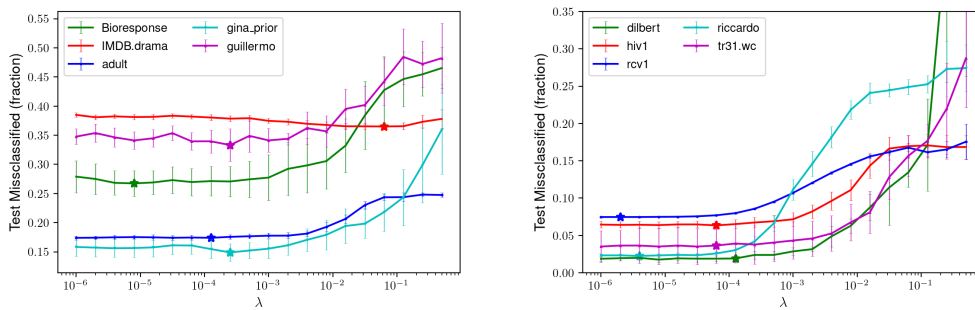 Test Misclassified (fraction)
0.55
0.50
0.45
0.40
0.35
0.30
0.25
0.20
0.15
Bioresponse
IMDB.drama
adult
gina_prior
guillermo
10⁻⁶
10⁻⁵
10⁻⁴
10⁻³
10⁻²
10⁻¹
λ
Test Misclassified (fraction)
0.35
0.30
0.25
0.20
0.15
0.10
0.05
0.00
dilbert
hiv1
rcv1
riccardo
tr31.wc
10⁻⁶
10⁻⁵
10⁻⁴
10⁻³
10⁻²
10⁻¹
λ